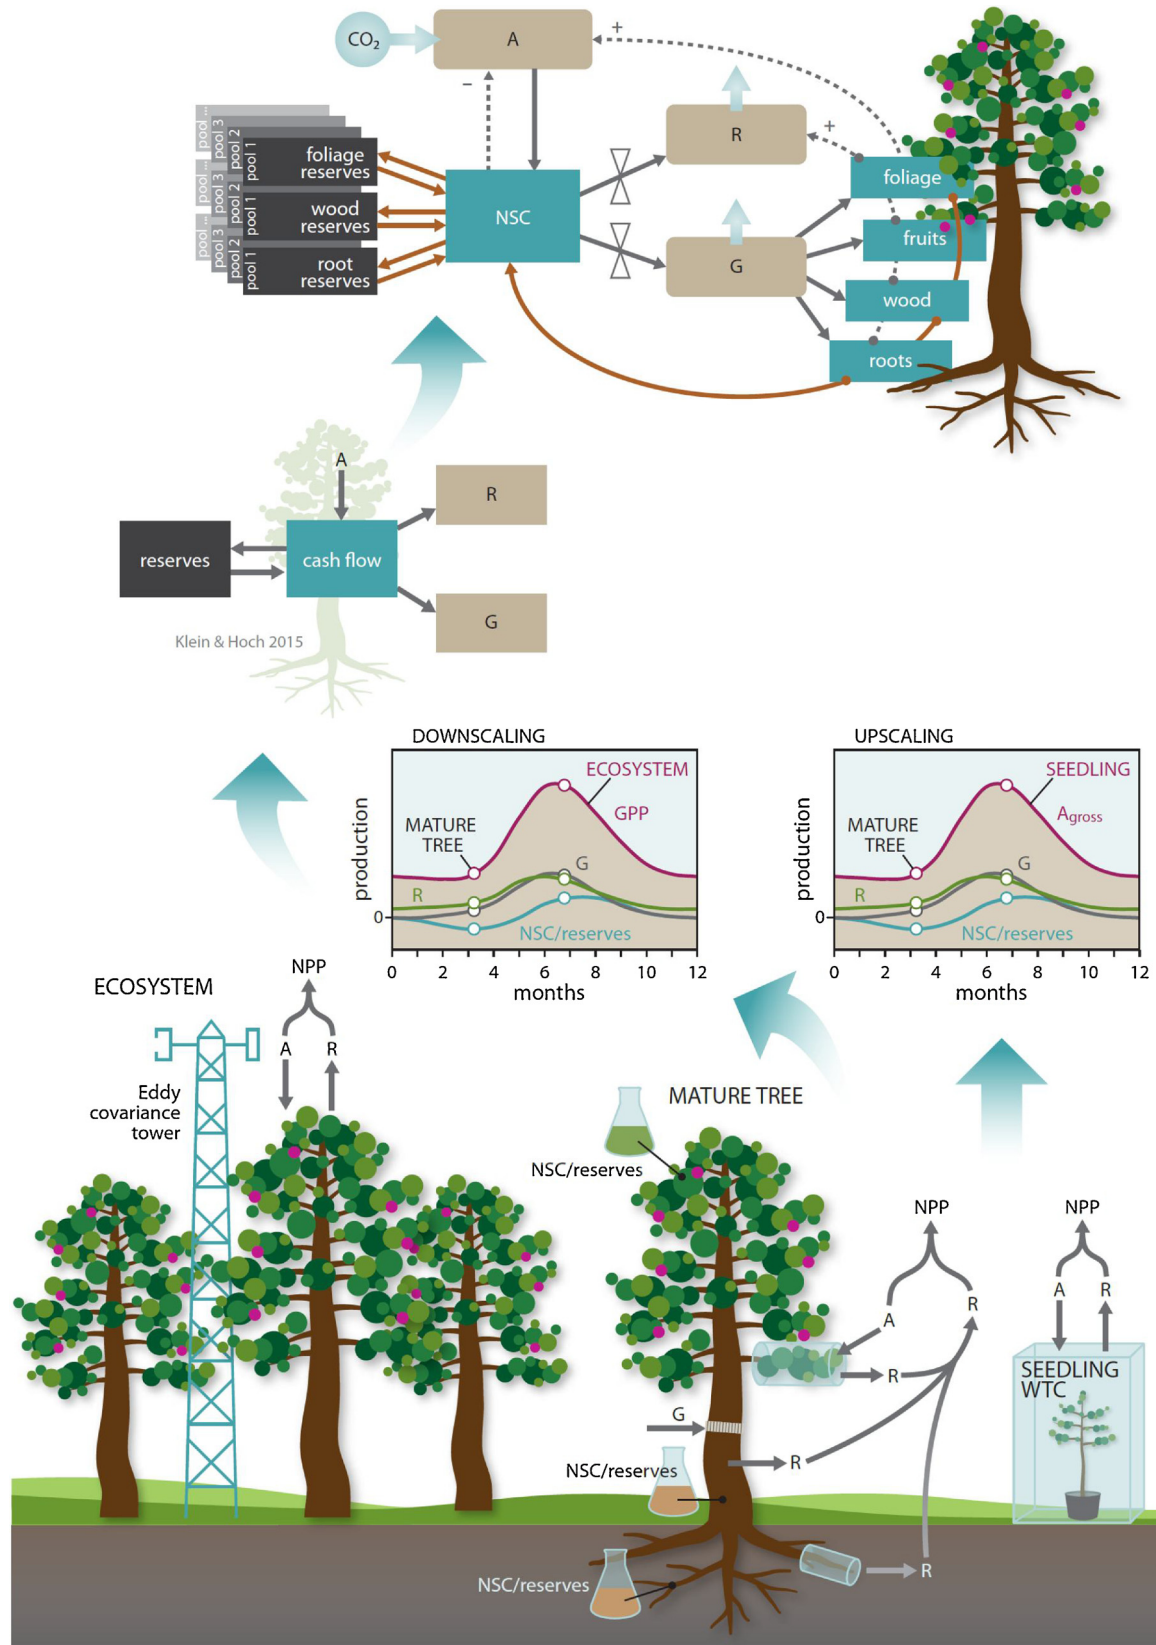 CO₂
A
+
–
R
+
pool ...
pool 3
pool 2
pool 1
foliage
reserves
pool ...
pool 3
pool 2
pool 1
wood
reserves
pool ...
pool 3
pool 2
pool 1
root
reserves
NSC
G
foliage
fruits
wood
roots
A
R
reserves
cash flow
G
Klein & Hoch 2015
DOWNSCALING
ECOSYSTEM
GPP
MATURE
TREE
G
R
NSC/reserves
production
0
0 2 4 6 8 10 12
months
UPSCALING
SEEDLING
Agross
MATURE
TREE
G
R
NSC/reserves
production
0
0 2 4 6 8 10 12
months
ECOSYSTEM
NPP
A
R
Eddy
covariance
tower
MATURE TREE
NSC/reserves
NPP
A
R
R
G
R
NSC/reserves
NSC/reserves
R
NPP
A
R
SEEDLING
WTC